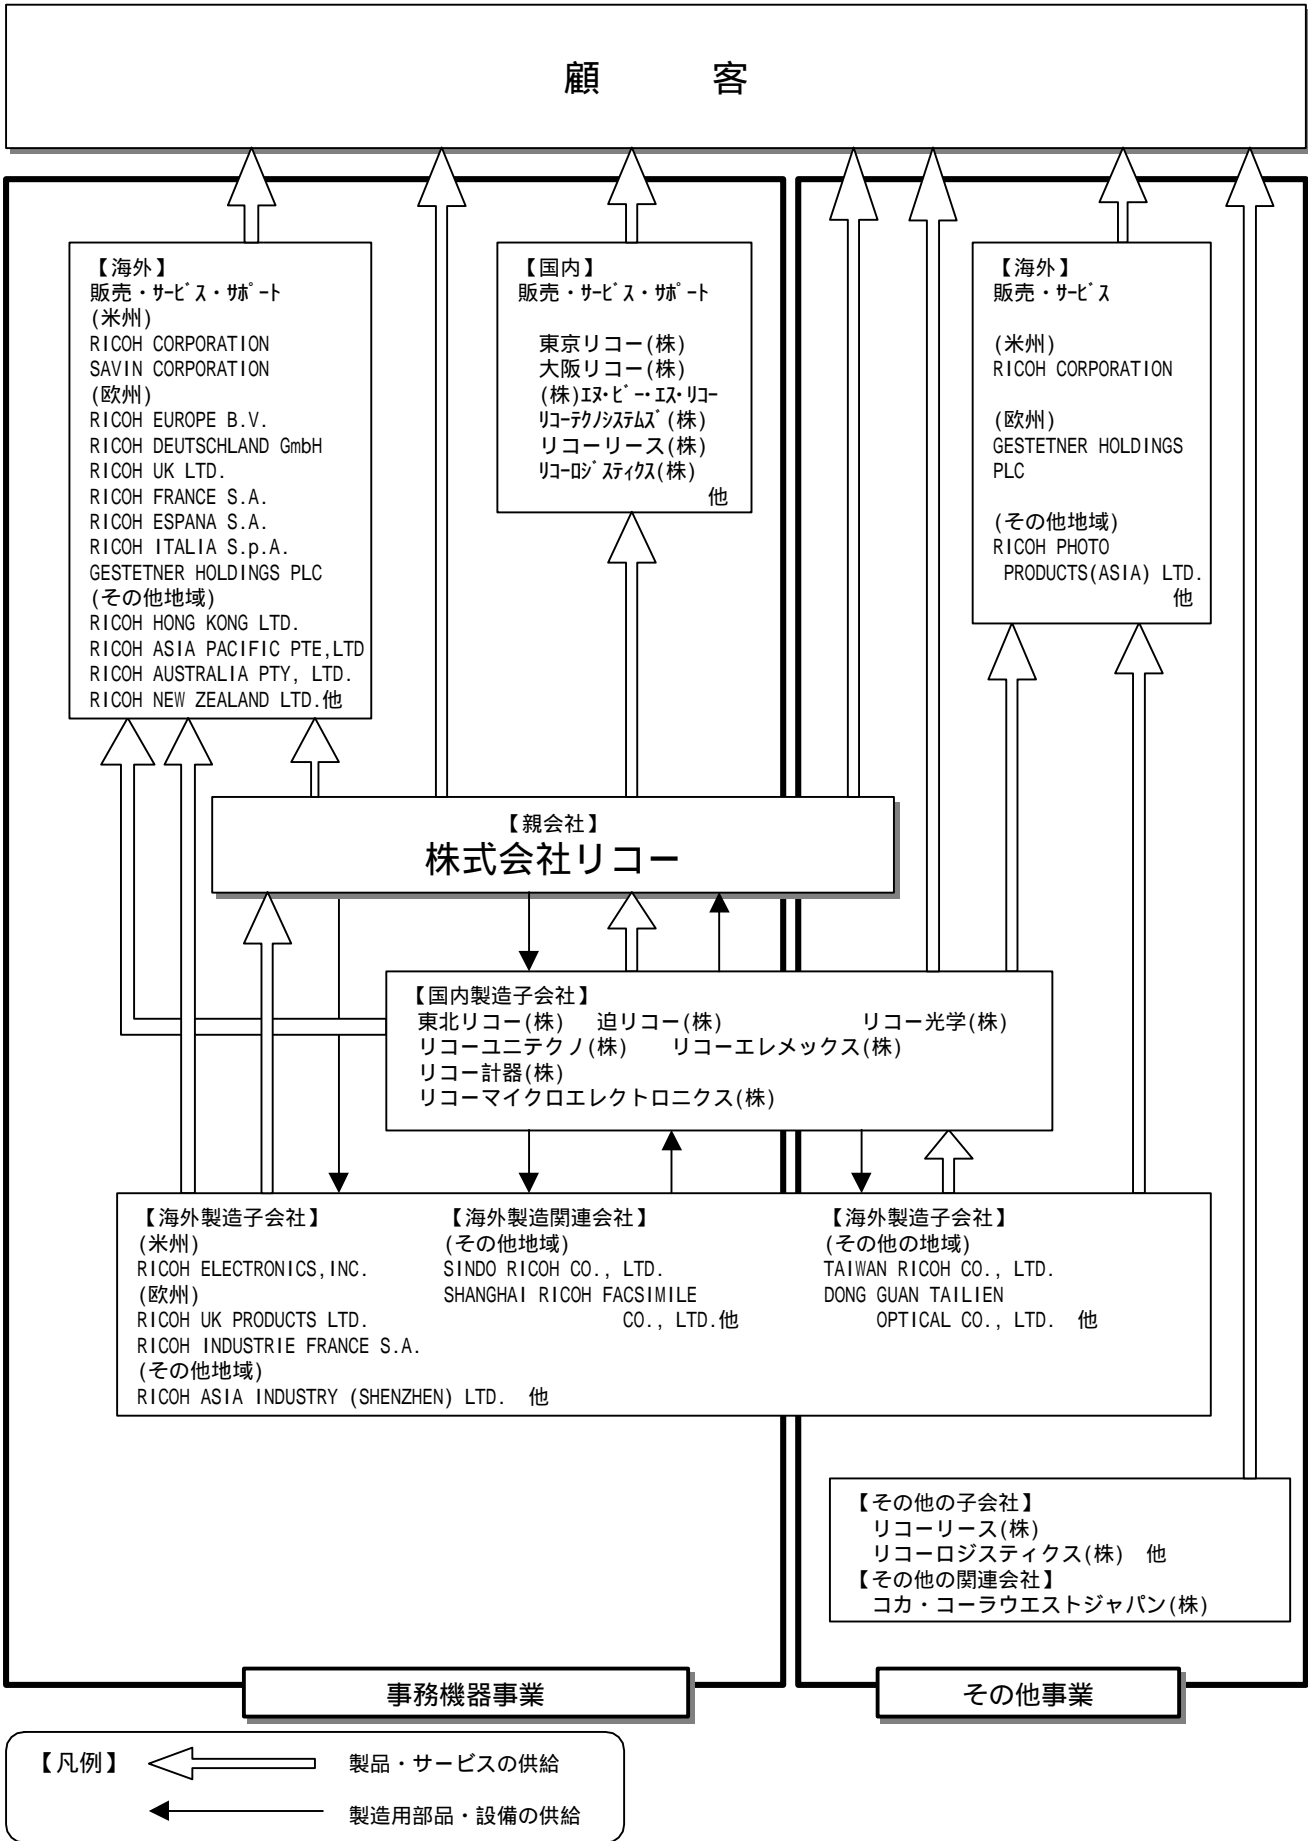 顧 客
【海外】
販売・ｻｰﾋﾞｽ・ｻﾎﾟｰﾄ
(米州)
RICOH CORPORATION
SAVIN CORPORATION
(欧州)
RICOH EUROPE B.V.
RICOH DEUTSCHLAND GmbH
RICOH UK LTD.
RICOH FRANCE S.A.
RICOH ESPANA S.A.
RICOH ITALIA S.p.A.
GESTETNER HOLDINGS PLC
(その他地域)
RICOH HONG KONG LTD.
RICOH ASIA PACIFIC PTE,LTD
RICOH AUSTRALIA PTY, LTD.
RICOH NEW ZEALAND LTD.他
【国内】
販売・ｻｰﾋﾞｽ・ｻﾎﾟｰﾄ
東京リコー(株)
大阪リコー(株)
(株)ｴﾇ･ﾋﾞｰ･ｴｽ･ﾘｺｰ
ﾘｺｰﾃｸﾉｼｽﾃﾑｽﾞ(株)
リコーリース(株)
ﾘｺｰﾛｼﾞｽﾃｨｸｽ(株)
他
【海外】
販売・ｻｰﾋﾞｽ
(米州)
RICOH CORPORATION
(欧州)
GESTETNER HOLDINGS
PLC
(その他地域)
RICOH PHOTO
PRODUCTS(ASIA) LTD.
他
【親会社】
株式会社リコー
【国内製造子会社】
東北リコー(株) 迫リコー(株) リコー光学(株)
リコーユニテクノ(株) リコーエレメックス(株)
リコー計器(株)
リコーマイクロエレクトロニクス(株)
【海外製造子会社】
(米州)
RICOH ELECTRONICS,INC.
(欧州)
RICOH UK PRODUCTS LTD.
RICOH INDUSTRIE FRANCE S.A.
(その他地域)
RICOH ASIA INDUSTRY (SHENZHEN) LTD. 他
【海外製造関連会社】
(その他地域)
SINDO RICOH CO., LTD.
SHANGHAI RICOH FACSIMILE
CO., LTD.他
【海外製造子会社】
(その他の地域)
TAIWAN RICOH CO., LTD.
DONG GUAN TAILIEN
OPTICAL CO., LTD. 他
【その他の子会社】
リコーリース(株)
リコーロジスティクス(株) 他
【その他の関連会社】
コカ・コーラウエストジャパン(株)
事務機器事業
その他事業
【凡例】 製品・サービスの供給
製造用部品・設備の供給